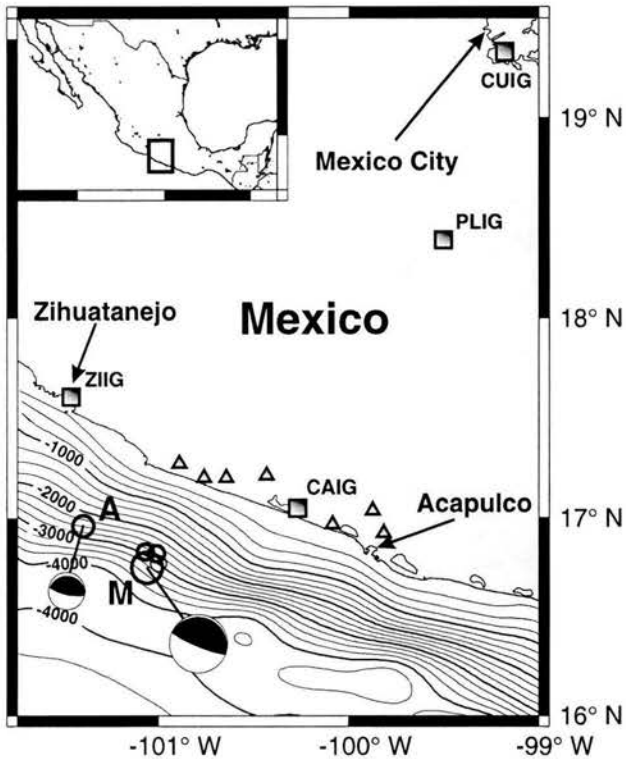 CUIG
19° N
Mexico City
PLIG
Zihuatanejo
Mexico
18° N
ZIIG
-1000
CAIG
Acapulco
-2000
A
17° N
-3000
-4000
M
-4000
16° N
-101° W
-100° W
-99° W